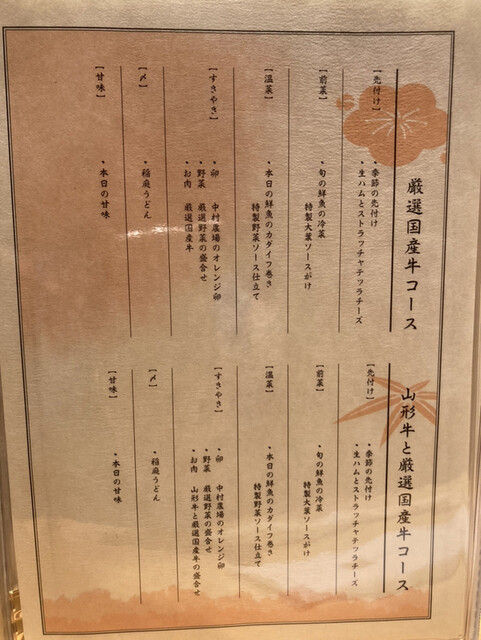 厳選国産牛コース
【先付け】
・季節の先付け
・生ハムとストラッチャテッラチーズ
【前菜】
・旬の鮮魚の冷菜
特製大葉ソースがけ
【温菜】
・本日の鮮魚のカダイフ巻き
特製野菜ソース仕立て
【すきやき】
・卵 中村農場のオレンジ卵
・野菜 厳選野菜の盛合せ
・お肉 厳選国産牛
【〆】
・稲庭うどん
【甘味】
・本日の甘味
山形牛と厳選国産牛コース
【先付け】
・季節の先付け
・生ハムとストラッチャテッラチーズ
【前菜】
・旬の鮮魚の冷菜
特製大葉ソースがけ
【温菜】
・本日の鮮魚のカダイフ巻き
特製野菜ソース仕立て
【すきやき】
・卵 中村農場のオレンジ卵
・野菜 厳選野菜の盛合せ
・お肉 山形牛と厳選国産牛の盛合せ
【〆】
・稲庭うどん
【甘味】
・本日の甘味